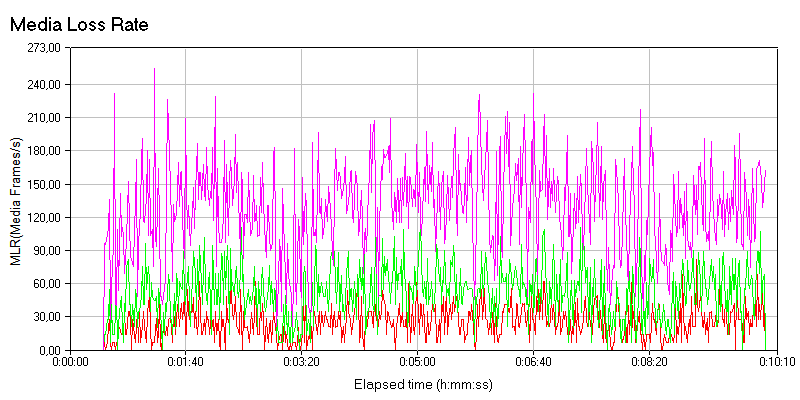 Media Loss Rate
273,00
240,00
210,00
180,00
150,00
120,00
90,00
60,00
30,00
0,00
MLR(Media Frames/s)
0:00:00 0:01:40 0:03:20 0:05:00 0:06:40 0:08:20 0:10:10
Elapsed time (h:mm:ss)